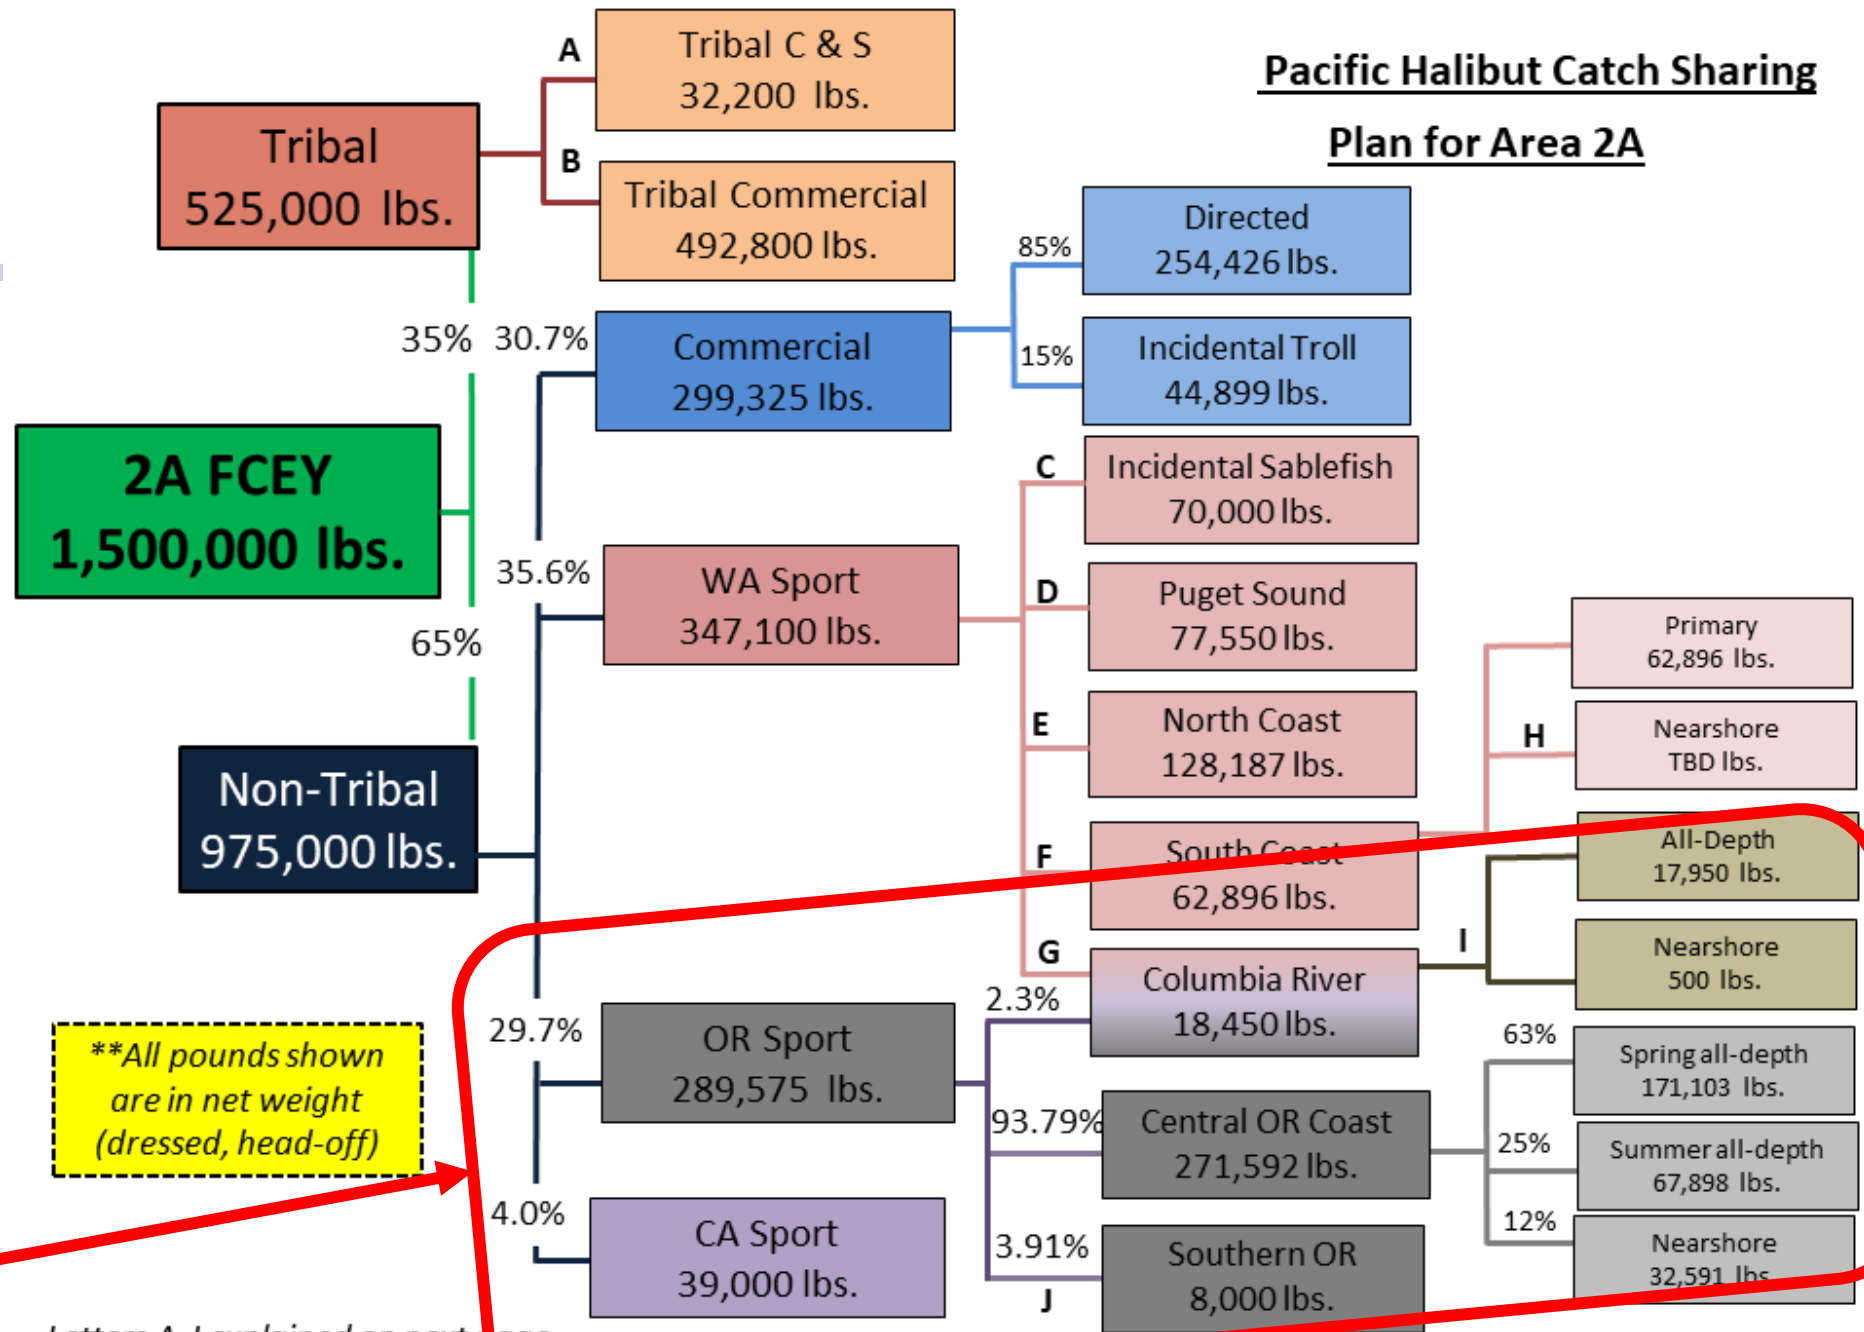 Pacific Halibut Catch Sharing
Plan for Area 2A
A
Tribal C & S
32,200 lbs.
Tribal
525,000 lbs.
B
Tribal Commercial
492,800 lbs.
35%
30.7%
Commercial
299,325 lbs.
85%
Directed
254,426 lbs.
15%
Incidental Troll
44,899 lbs.
2A FCEY
1,500,000 lbs.
65%
35.6%
WA Sport
347,100 lbs.
C
Incidental Sablefish
70,000 lbs.
D
Puget Sound
77,550 lbs.
E
North Coast
128,187 lbs.
F
South Coast
62,896 lbs.
G
Columbia River
18,450 lbs.
Primary
62,896 lbs.
H
Nearshore
TBD lbs.
I
All-Depth
17,950 lbs.
Nearshore
500 lbs.
Non-Tribal
975,000 lbs.
29.7%
OR Sport
289,575 lbs.
2.3%
93.79%
Central OR Coast
271,592 lbs.
63%
Spring all-depth
171,103 lbs.
25%
Summer all-depth
67,898 lbs.
12%
Nearshore
32,591 lbs.
3.91%
J
Southern OR
8,000 lbs.
4.0%
CA Sport
39,000 lbs.
**All pounds shown
are in net weight
(dressed, head-off)